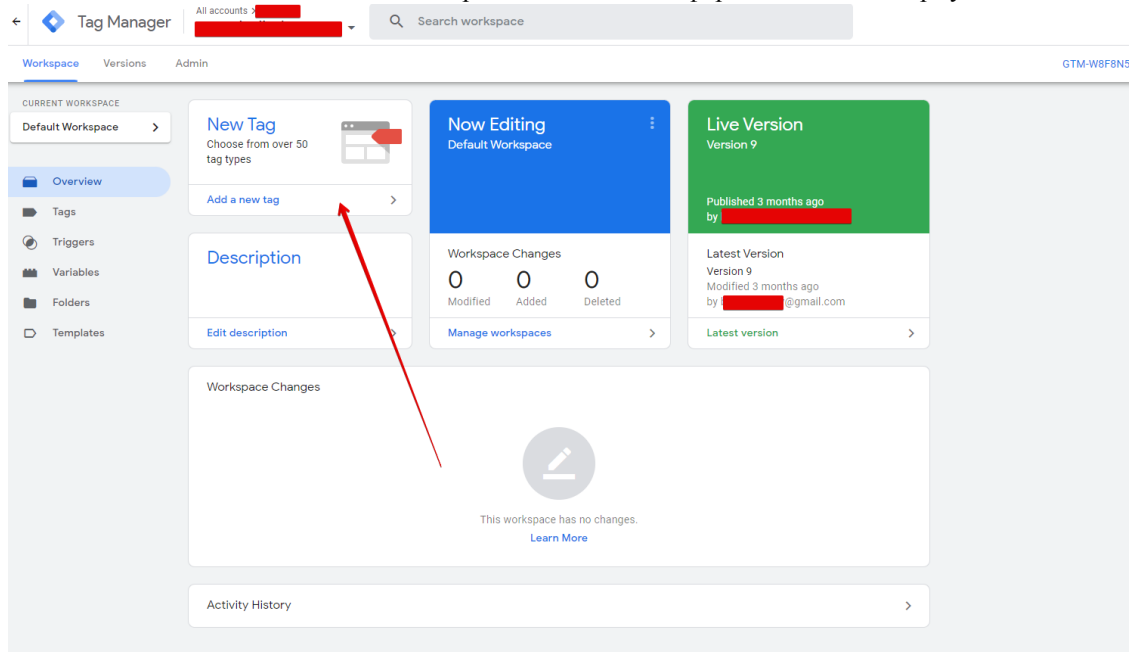 All accounts >
Tag Manager
Search workspace
Workspace Versions Admin
GTM-W8F8N5
CURRENT WORKSPACE
Default Workspace
Overview
Tags
Triggers
Variables
Folders
Templates
New Tag
Choose from over 50
tag types
Add a new tag
Description
Edit description
Now Editing
Default Workspace
Workspace Changes
0 0 0
Modified Added Deleted
Manage workspaces
Live Version
Version 9
Published 3 months ago
by
Latest Version
Version 9
Modified 3 months ago
by @gmail.com
Latest version
Workspace Changes
This workspace has no changes.
Learn More
Activity History